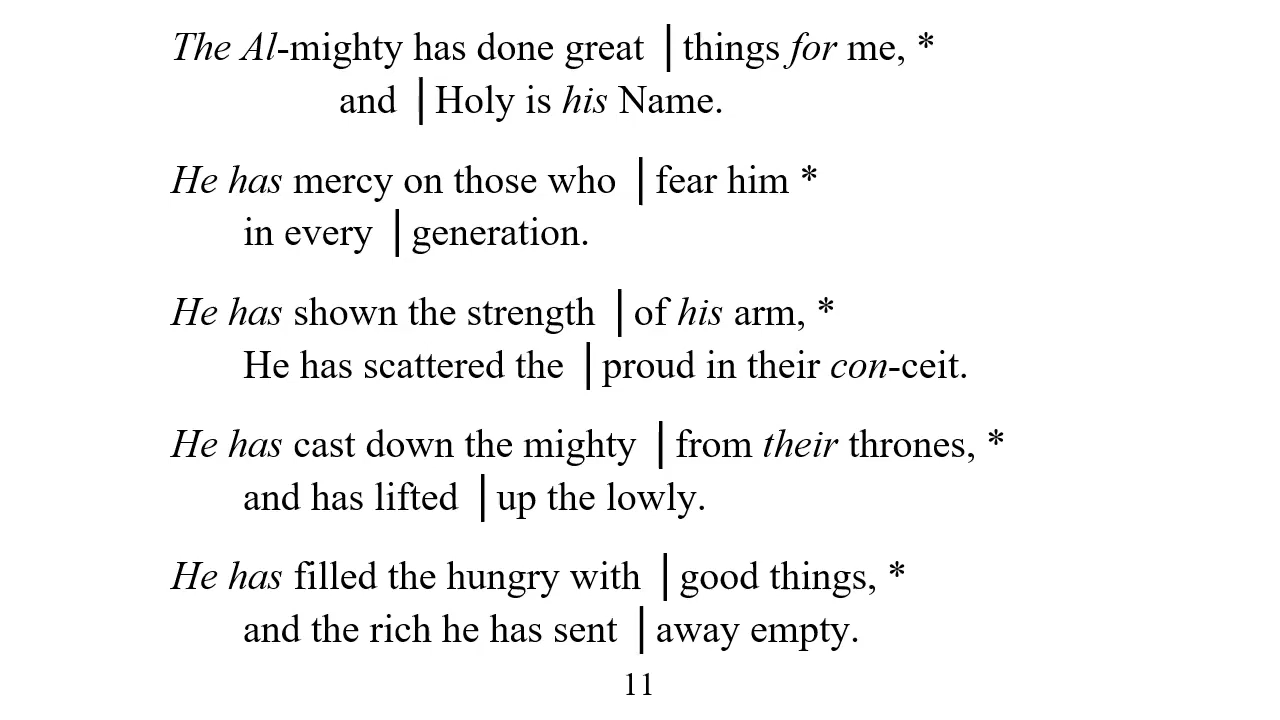 The Al-mighty has done great |things for me, *
and |Holy is his Name.
He has mercy on those who |fear him *
in every |generation.
He has shown the strength |of his arm, *
He has scattered the |proud in their con-ceit.
He has cast down the mighty |from their thrones, *
and has lifted |up the lowly.
He has filled the hungry with |good things, *
and the rich he has sent |away empty.
11